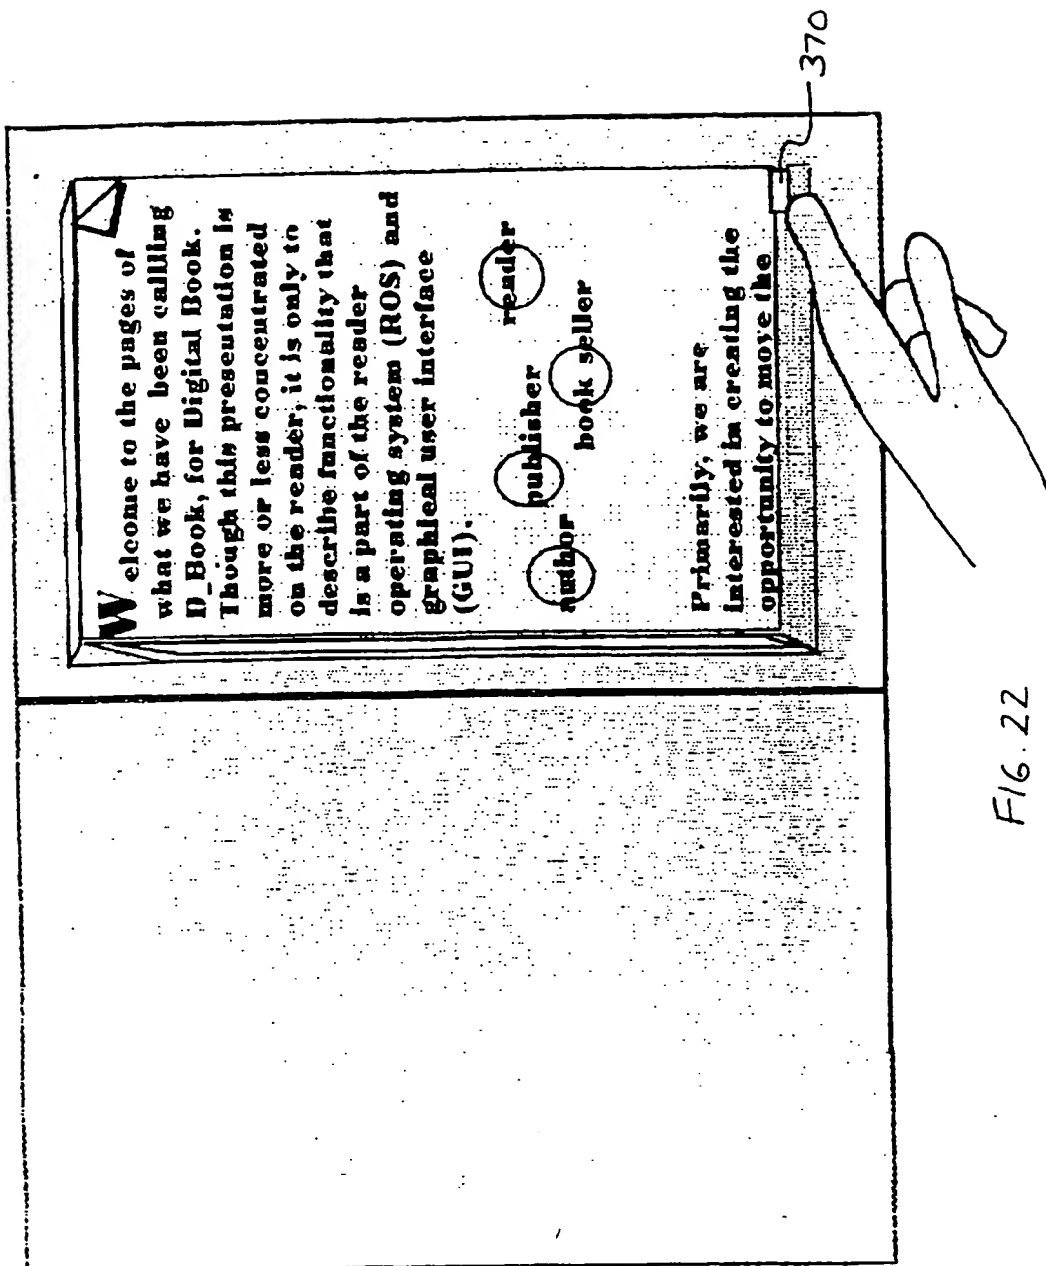 Welcome to the pages of
what we have been callling
D_Book, for Digital Book.
Though this presentation is
more or less concentrated
on the reader, it is only to
describe functionality that
is a part of the reader
operating system (ROS) and
graphical user interface
(GUI).
author
publisher
book seller
reader
Primarily, we are
interested in creating the
opportunity to move the
370
FIG. 22